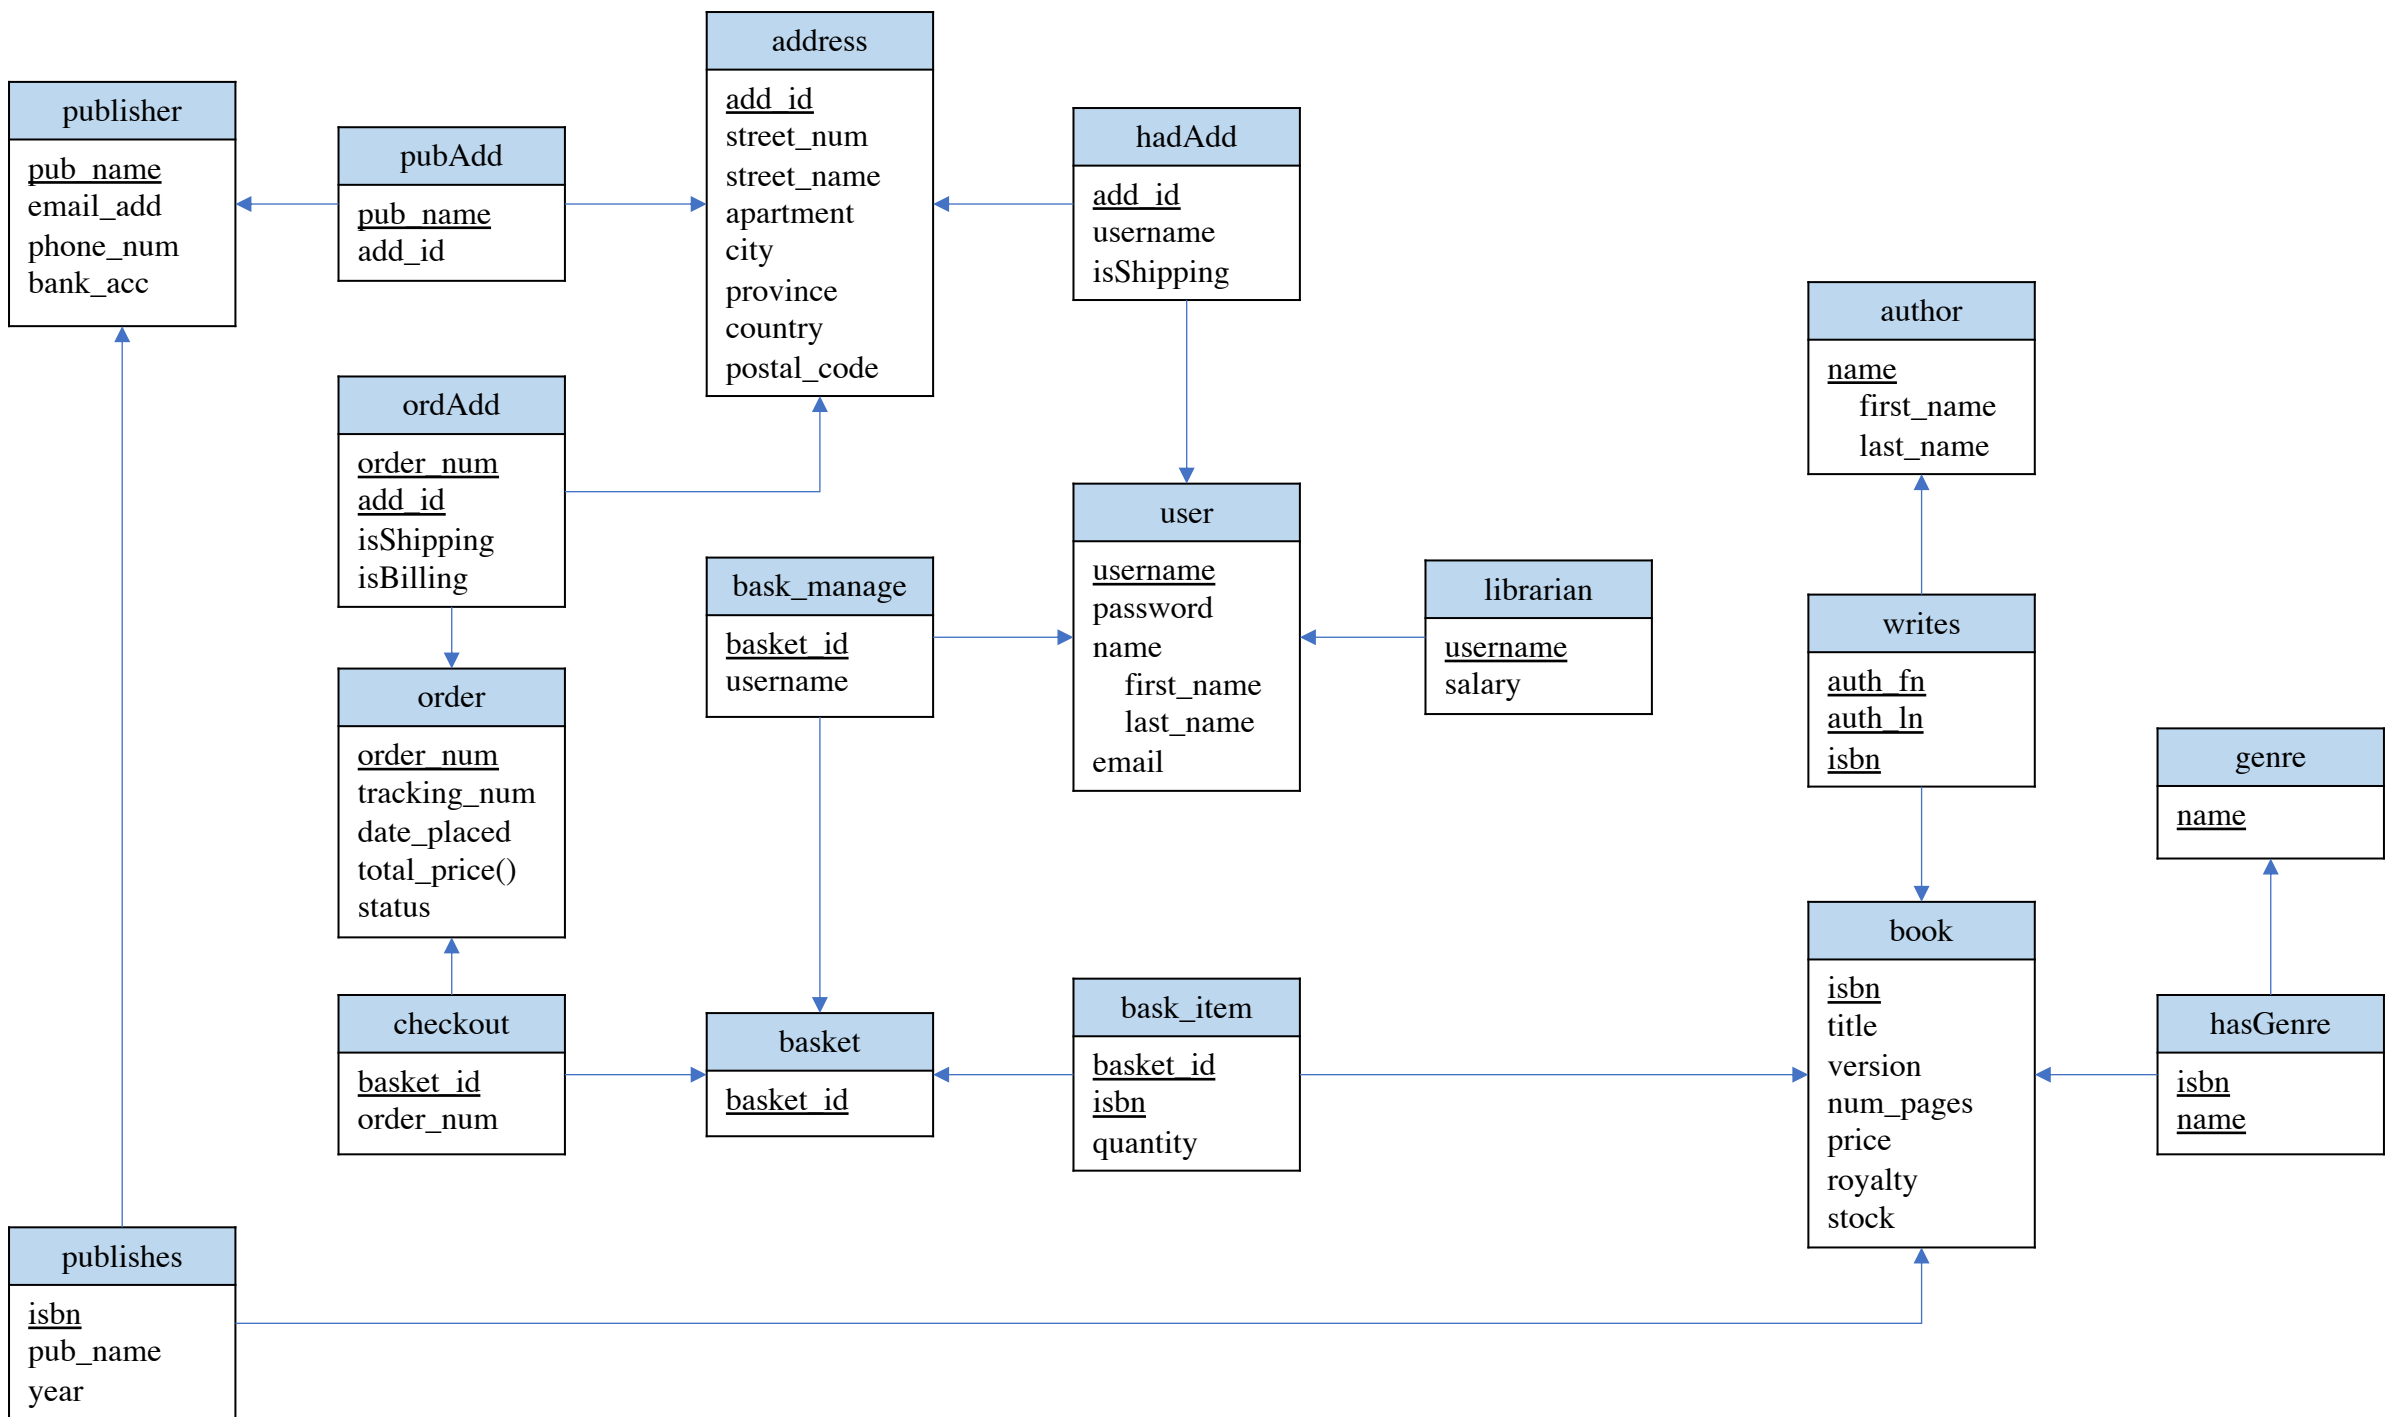 address
add_id
street_num
street_name
apartment
city
province
country
postal_code
publisher
pub_name
email_add
phone_num
bank_acc
pubAdd
pub_name
add_id
hadAdd
add_id
username
isShipping
author
name
first_name
last_name
ordAdd
order_num
add_id
isShipping
isBilling
user
username
password
name
first_name
last_name
email
bask_manage
basket_id
username
librarian
username
salary
writes
auth_fn
auth_ln
isbn
order
order_num
tracking_num
date_placed
total_price()
status
genre
name
book
isbn
title
version
num_pages
price
royalty
stock
checkout
basket_id
order_num
basket
basket_id
bask_item
basket_id
isbn
quantity
hasGenre
isbn
name
publishes
isbn
pub_name
year